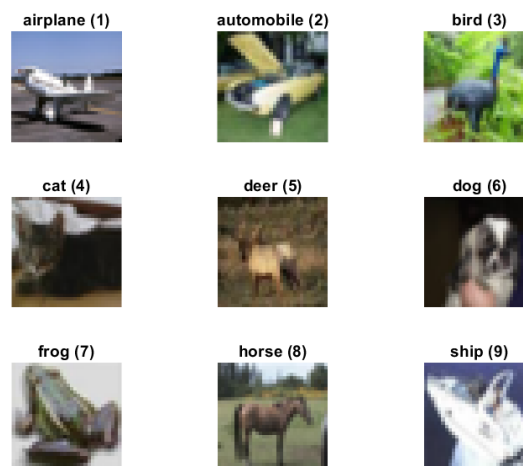 airplane (1)
automobile (2)
bird (3)
cat (4)
deer (5)
dog (6)
frog (7)
horse (8)
ship (9)